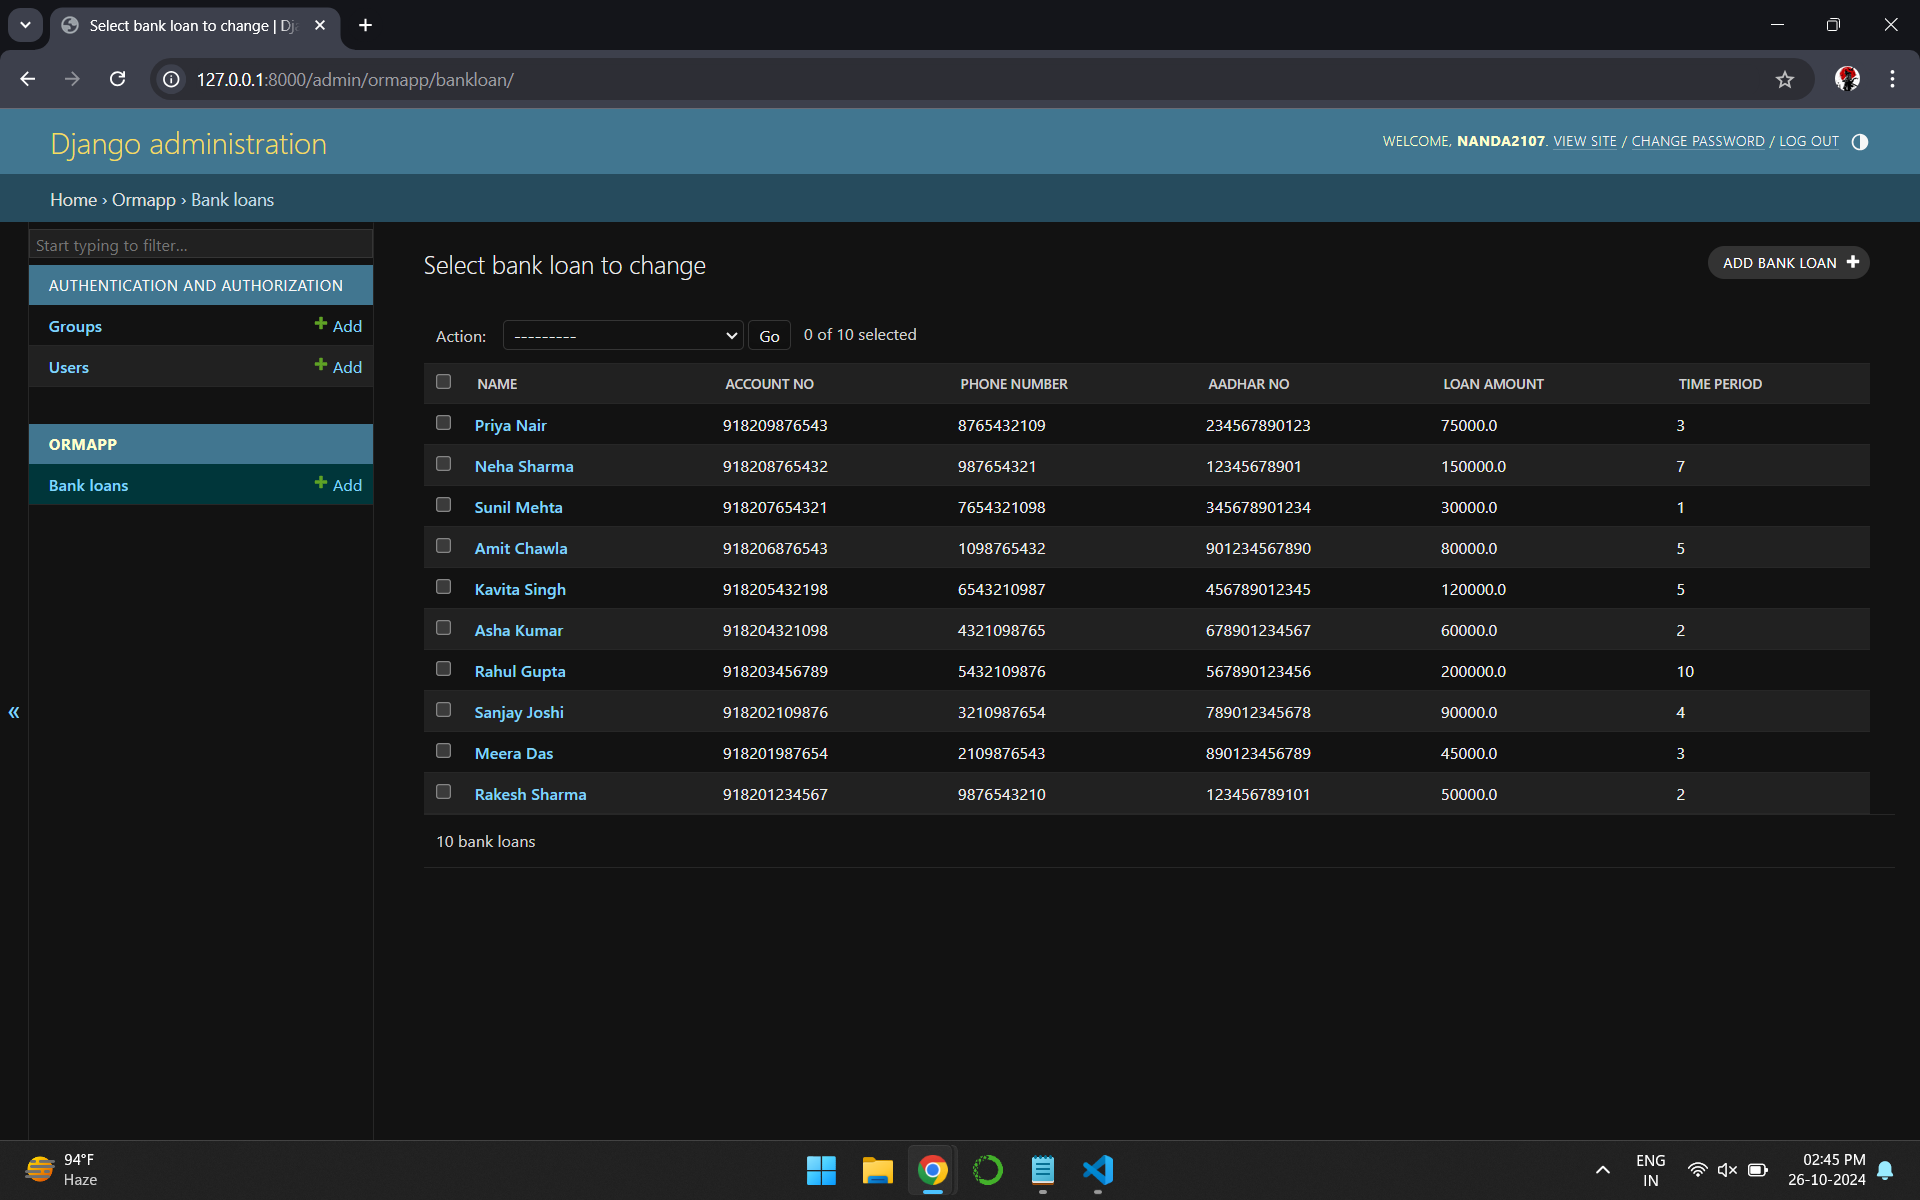 Select bank loan to change | Dj
127.0.0.1:8000/admin/ormapp/bankloan/
Django administration
WELCOME, NANDA2107. VIEW SITE / CHANGE PASSWORD / LOG OUT
Home › Ormapp › Bank loans
Start typing to filter...
AUTHENTICATION AND AUTHORIZATION
Groups + Add
Users + Add
ORMAPP
Bank loans + Add
«
Select bank loan to change
ADD BANK LOAN +
Action: --------- Go 0 of 10 selected
NAME ACCOUNT NO PHONE NUMBER AADHAR NO LOAN AMOUNT TIME PERIOD
Priya Nair 918209876543 8765432109 234567890123 75000.0 3
Neha Sharma 918208765432 987654321 12345678901 150000.0 7
Sunil Mehta 918207654321 7654321098 345678901234 30000.0 1
Amit Chawla 918206876543 1098765432 901234567890 80000.0 5
Kavita Singh 918205432198 6543210987 456789012345 120000.0 5
Asha Kumar 918204321098 4321098765 678901234567 60000.0 2
Rahul Gupta 918203456789 5432109876 567890123456 200000.0 10
Sanjay Joshi 918202109876 3210987654 789012345678 90000.0 4
Meera Das 918201987654 2109876543 890123456789 45000.0 3
Rakesh Sharma 918201234567 9876543210 123456789101 50000.0 2
10 bank loans
94°F
Haze
ENG
IN
02:45 PM
26-10-2024